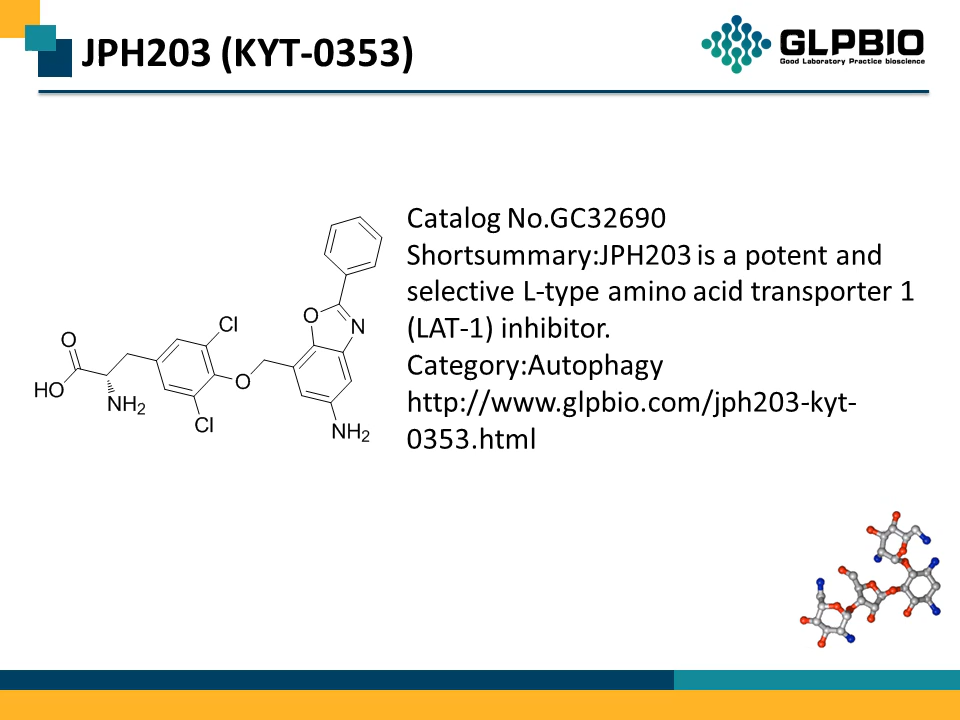 JPH203 (KYT-0353)
GLPBIO
Good Laboratory Practice bioscience
Catalog No.GC32690
Shortsummary:JPH203 is a potent and
selective L-type amino acid transporter 1
(LAT-1) inhibitor.
Category:Autophagy
http://www.glpbio.com/jph203-kyt-
0353.html
O
HO
NH2
Cl
Cl
O
O
N
NH2